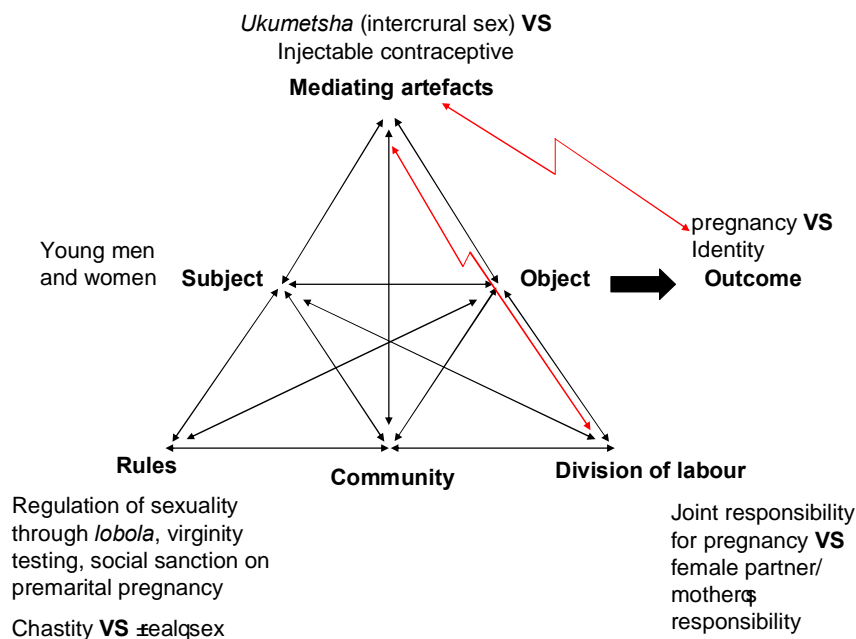 Ukumetsha (intercrural sex) VS
Injectable contraceptive
Mediating artefacts
pregnancy VS
Identity
Outcome
Young men
and women
Subject
Object
Rules
Community
Division of labour
Regulation of sexuality
through lobola, virginity
testing, social sanction on
premarital pregnancy
Chastity VS ±ealqsex
Joint responsibility
for pregnancy VS
female partner/
responsibility